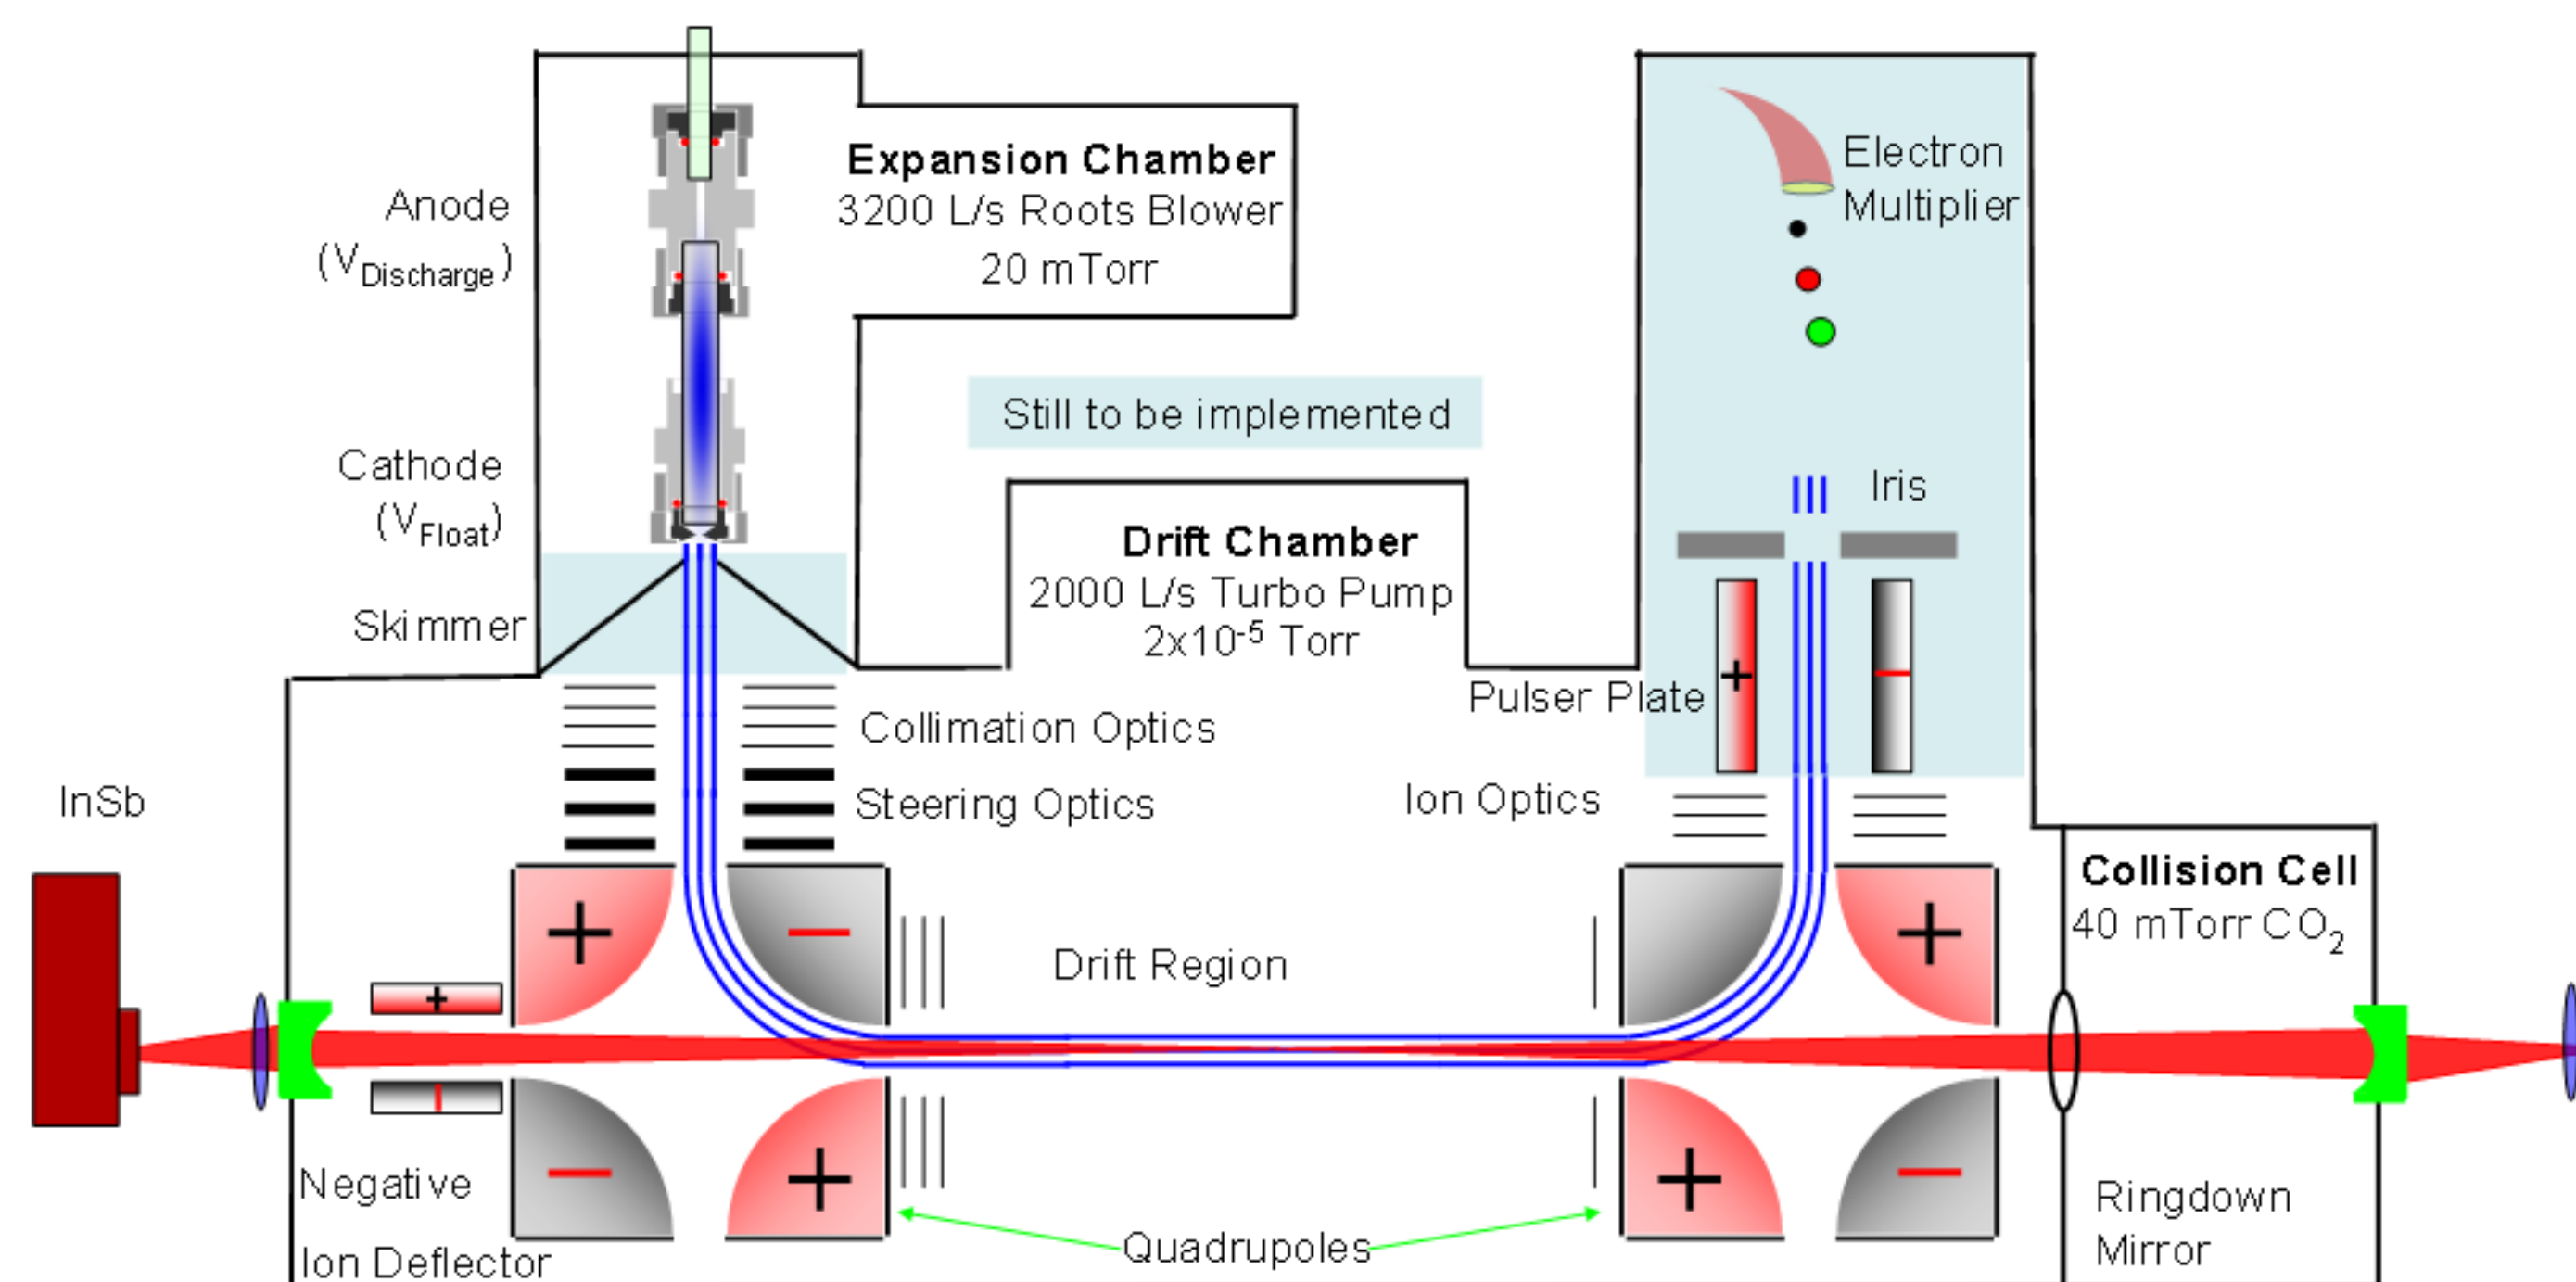 Anode
(V_Discharge)
Expansion Chamber
3200 L/s Roots Blower
20 mTorr
Electron
Multiplier
Still to be implemented
Cathode
(V_Float)
Iris
Drift Chamber
2000 L/s Turbo Pump
2x10⁻⁵ Torr
Skimmer
+
−
Pulser Plate
Collimation Optics
Steering Optics
Ion Optics
InSb
Collision Cell
40 mTorr CO₂
+
−
+
Drift Region
+
−
−
+
+
−
Negative
Ion Deflector
Quadrupoles
Ringdown
Mirror